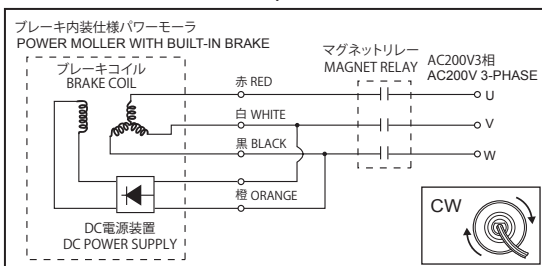 ブレーキ内装仕様パワーモーラ
POWER MOLLER WITH BUILT-IN BRAKE
ブレーキコイル
BRAKE COIL
マグネットリレー
MAGNET RELAY
AC200V3相
AC200V 3-PHASE
赤 RED
U
白 WHITE
V
黒 BLACK
W
橙 ORANGE
DC電源装置
DC POWER SUPPLY
CW